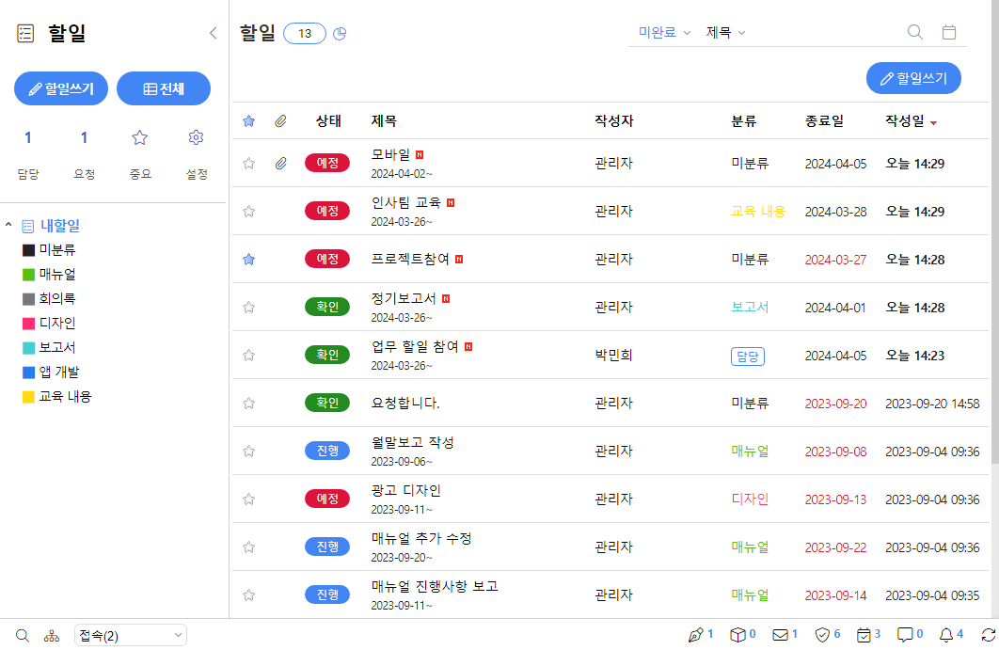 할일
할일쓰기 전체
1 1
담당 요청 중요 설정
내할일
미분류
매뉴얼
회의록
디자인
보고서
앱 개발
교육 내용
할일 13
미완료 제목
할일쓰기
상태 제목 작성자 분류 종료일 작성일
예정 모바일 N 관리자 미분류 2024-04-05 오늘 14:29
2024-04-02~
예정 인사팀 교육 N 관리자 교육 내용 2024-03-28 오늘 14:29
2024-03-26~
예정 프로젝트참여 N 관리자 미분류 2024-03-27 오늘 14:28
확인 정기보고서 N 관리자 보고서 2024-04-01 오늘 14:28
2024-03-26~
확인 업무 할일 참여 N 박민희 담당 2024-04-05 오늘 14:23
2024-03-26~
확인 요청합니다. 관리자 미분류 2023-09-20 2023-09-20 14:58
진행 월말보고 작성 관리자 매뉴얼 2023-09-08 2023-09-04 09:36
2023-09-06~
예정 광고 디자인 관리자 디자인 2023-09-13 2023-09-04 09:36
2023-09-11~
진행 매뉴얼 추가 수정 관리자 매뉴얼 2023-09-22 2023-09-04 09:36
2023-09-20~
진행 매뉴얼 진행사항 보고 관리자 매뉴얼 2023-09-14 2023-09-04 09:35
2023-09-11~
접속(2) 1 0 1 6 3 0 4